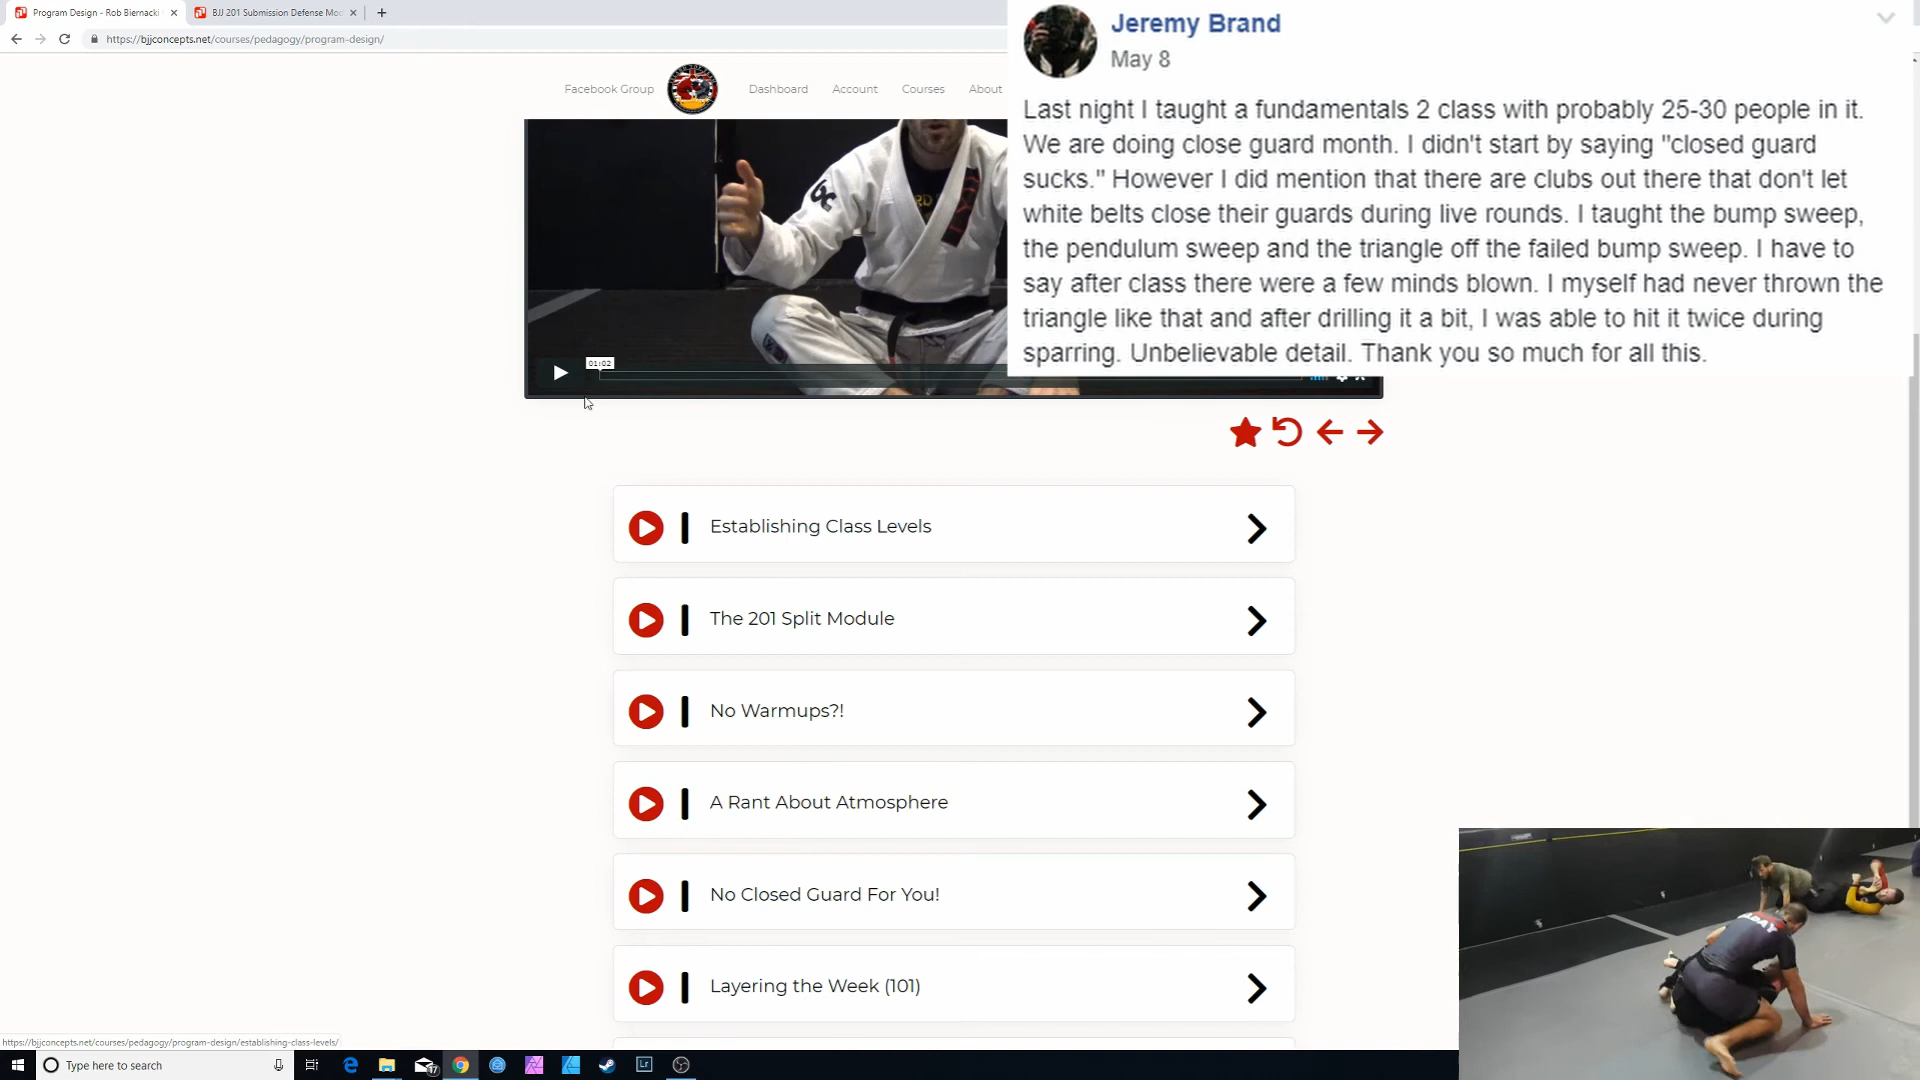 Program Design - Rob Biernacki
BJJ 201 Submission Defense Mod
https://bjjconcepts.net/courses/pedagogy/program-design/
Facebook Group
Dashboard
Account
Courses
About
Jeremy Brand
May 8
Last night I taught a fundamentals 2 class with probably 25-30 people in it.
We are doing close guard month. I didn't start by saying "closed guard
sucks." However I did mention that there are clubs out there that don't let
white belts close their guards during live rounds. I taught the bump sweep,
the pendulum sweep and the triangle off the failed bump sweep. I have to
say after class there were a few minds blown. I myself had never thrown the
triangle like that and after drilling it a bit, I was able to hit it twice during
sparring. Unbelievable detail. Thank you so much for all this.
01:02
Establishing Class Levels
The 201 Split Module
No Warmups?!
A Rant About Atmosphere
No Closed Guard For You!
Layering the Week (101)
https://bjjconcepts.net/courses/pedagogy/program-design/establishing-class-levels/
Type here to search
17
Lr